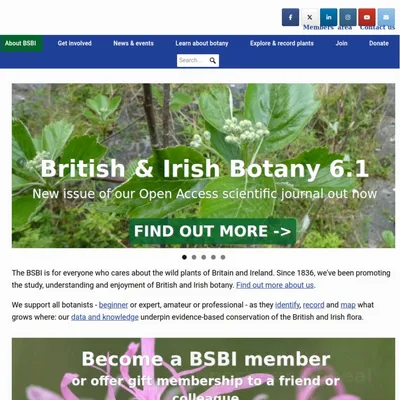 Members' area Contact us
About BSBI Get involved News & events Learn about botany Explore & record plants Join Donate
Search...
British & Irish Botany 6.1
New issue of our Open Access scientific journal out now
FIND OUT MORE ->
The BSBI is for everyone who cares about the wild plants of Britain and Ireland. Since 1836, we've been promoting
the study, understanding and enjoyment of British and Irish botany. Find out more about us.
We support all botanists - beginner or expert, amateur or professional - as they identify, record and map what
grows where: our data and knowledge underpin evidence-based conservation of the British and Irish flora.
Become a BSBI member
or offer gift membership to a friend or
colleague